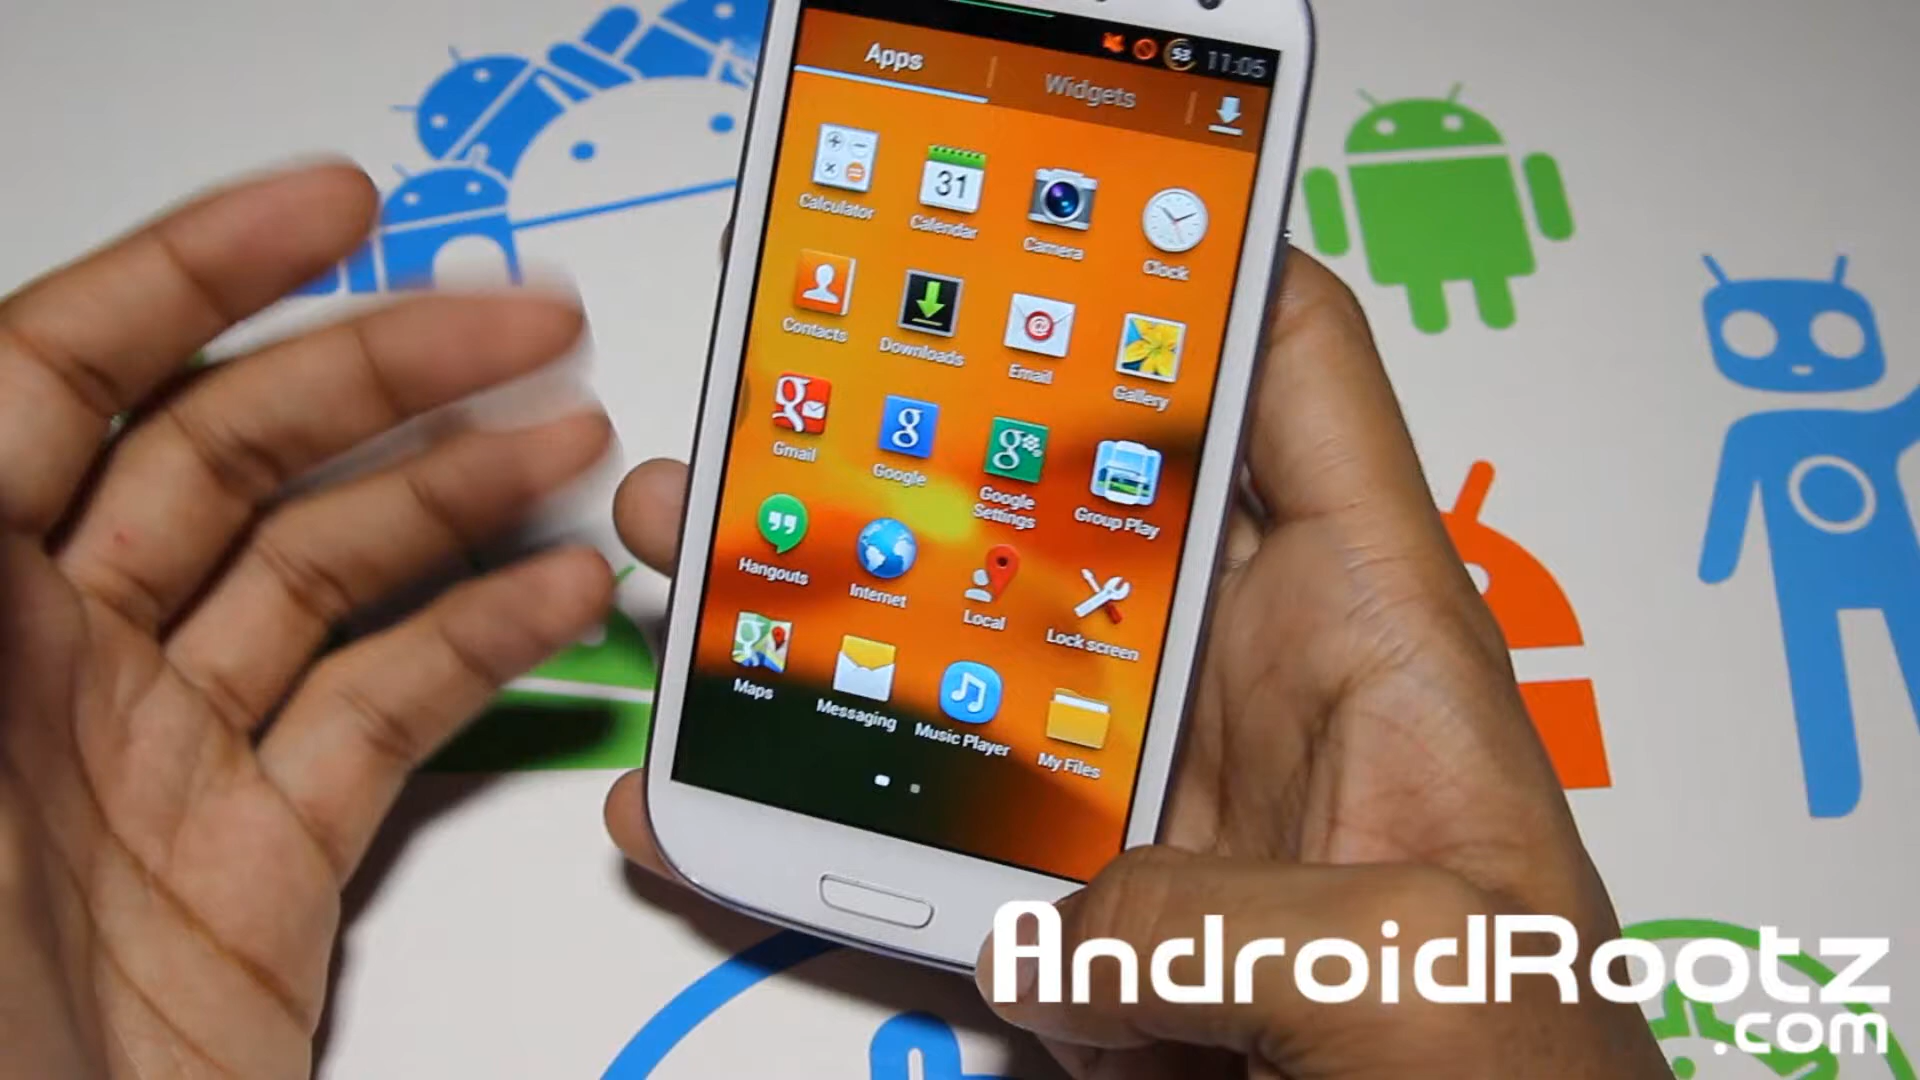 53 11:05
Apps Widgets
31
Calculator Calendar Camera Clock
Contacts Downloads Email Gallery
Gmail Google Google Settings Group Play
Hangouts Internet Local Lock screen
Maps Messaging Music Player My Files
AndroidRootz
.com